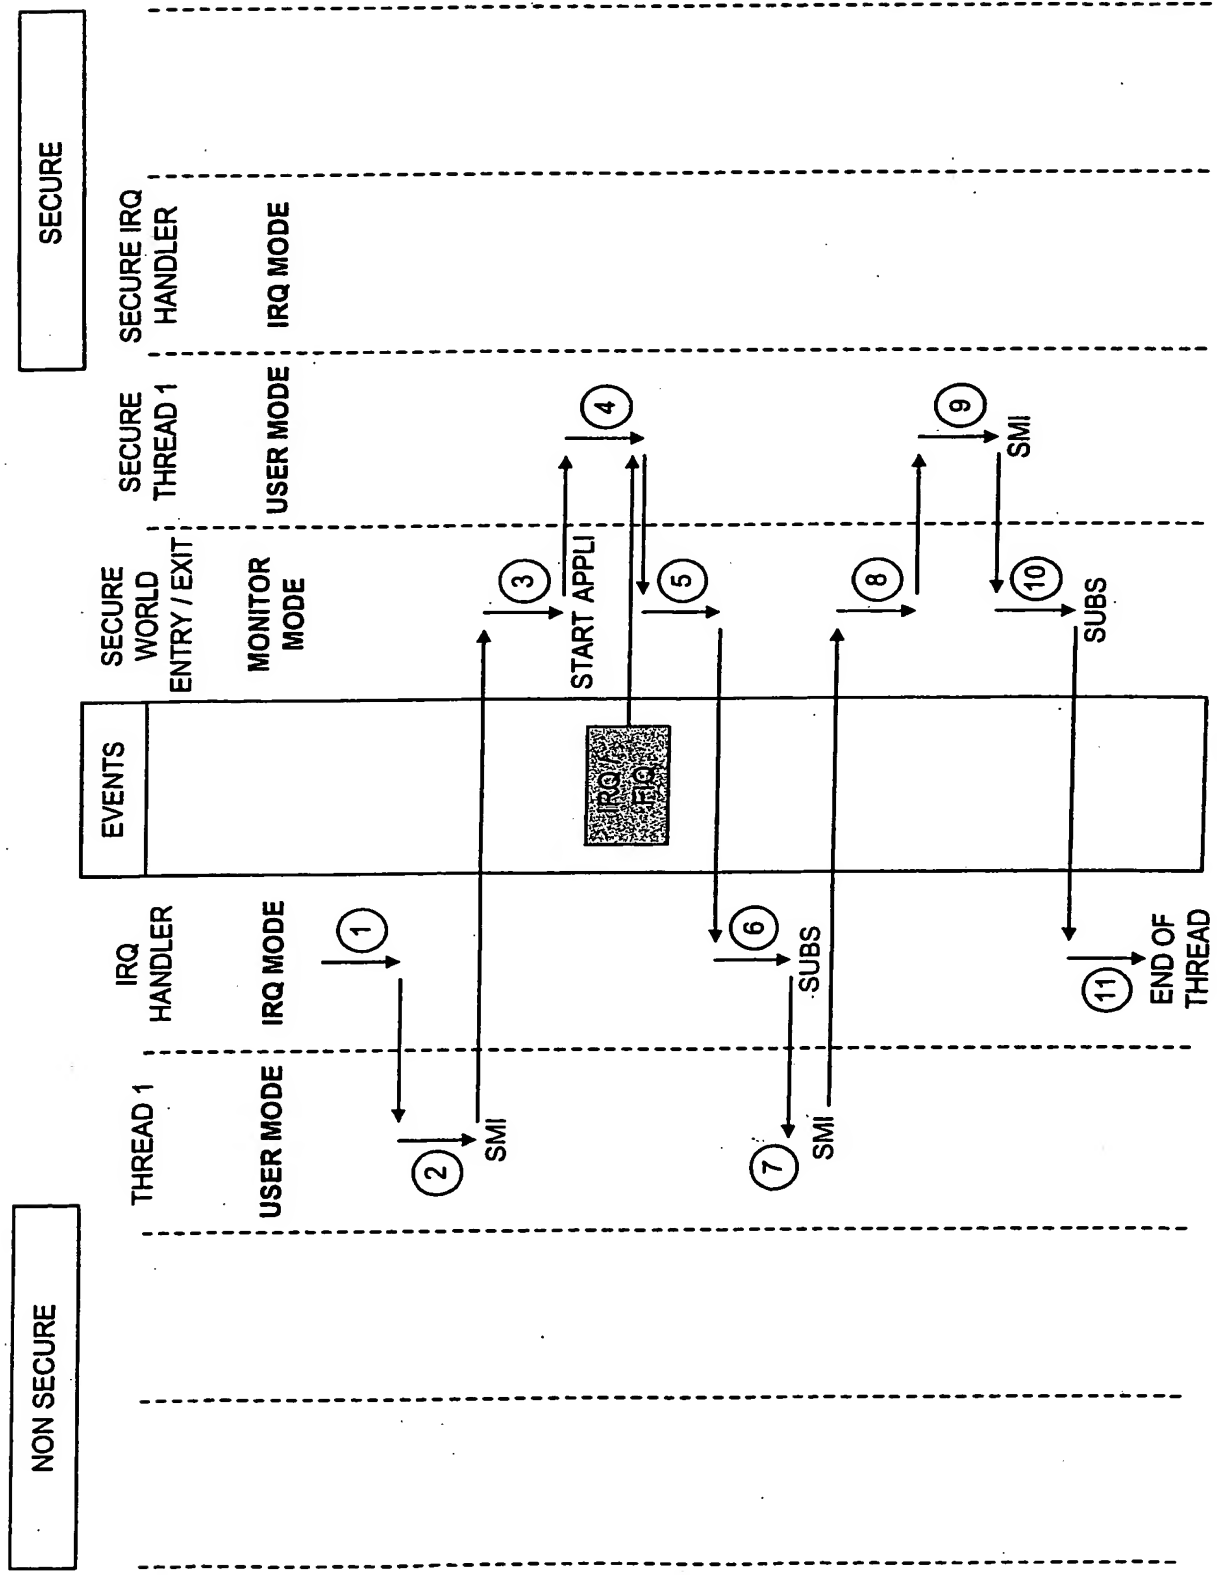 NON SECURE
SECURE
EVENTS
THREAD 1
USER MODE
IRQ
HANDLER
IRQ MODE
SECURE
WORLD
ENTRY / EXIT
MONITOR
MODE
SECURE
THREAD 1
USER MODE
SECURE IRQ
HANDLER
IRQ MODE
1
2
SMI
3
START APPLI
4
IRQ /
FIQ
5
6
SUBS
7
SMI
8
9
SMI
10
SUBS
11
END OF
THREAD